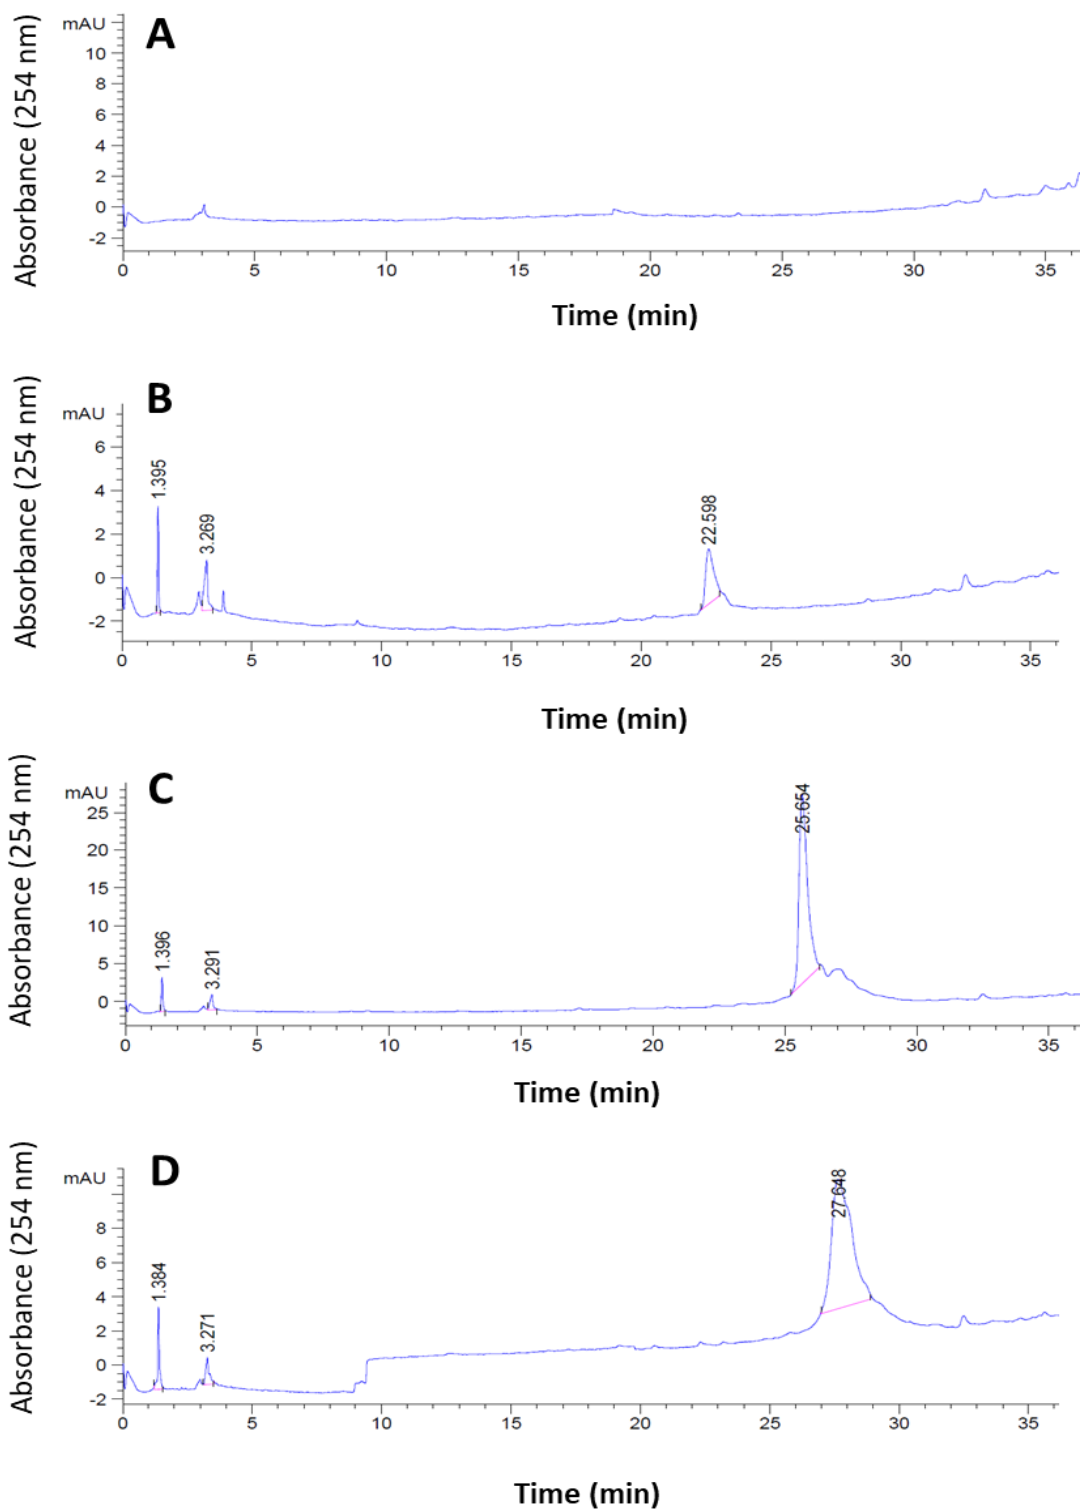 A
mAU
10
8
6
4
2
0
-2
Absorbance (254 nm)
0 5 10 15 20 25 30 35
Time (min)
B
mAU
6
4
2
0
-2
Absorbance (254 nm)
1.395
3.269
22.598
0 5 10 15 20 25 30 35
Time (min)
C
mAU
25
20
15
10
5
0
Absorbance (254 nm)
1.396
3.291
25.654
0 5 10 15 20 25 30 35
Time (min)
D
mAU
8
6
4
2
0
-2
Absorbance (254 nm)
1.384
3.271
27.648
0 5 10 15 20 25 30 35
Time (min)